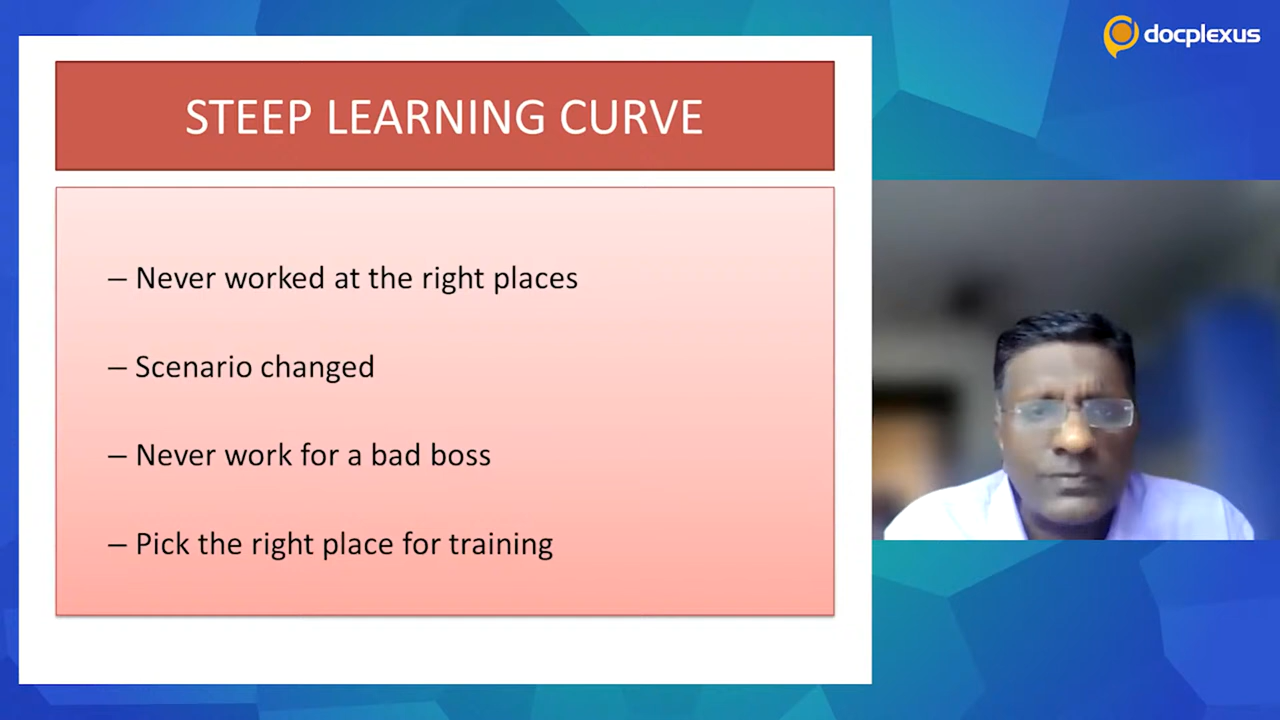 docplexus
STEEP LEARNING CURVE
– Never worked at the right places
– Scenario changed
– Never work for a bad boss
– Pick the right place for training